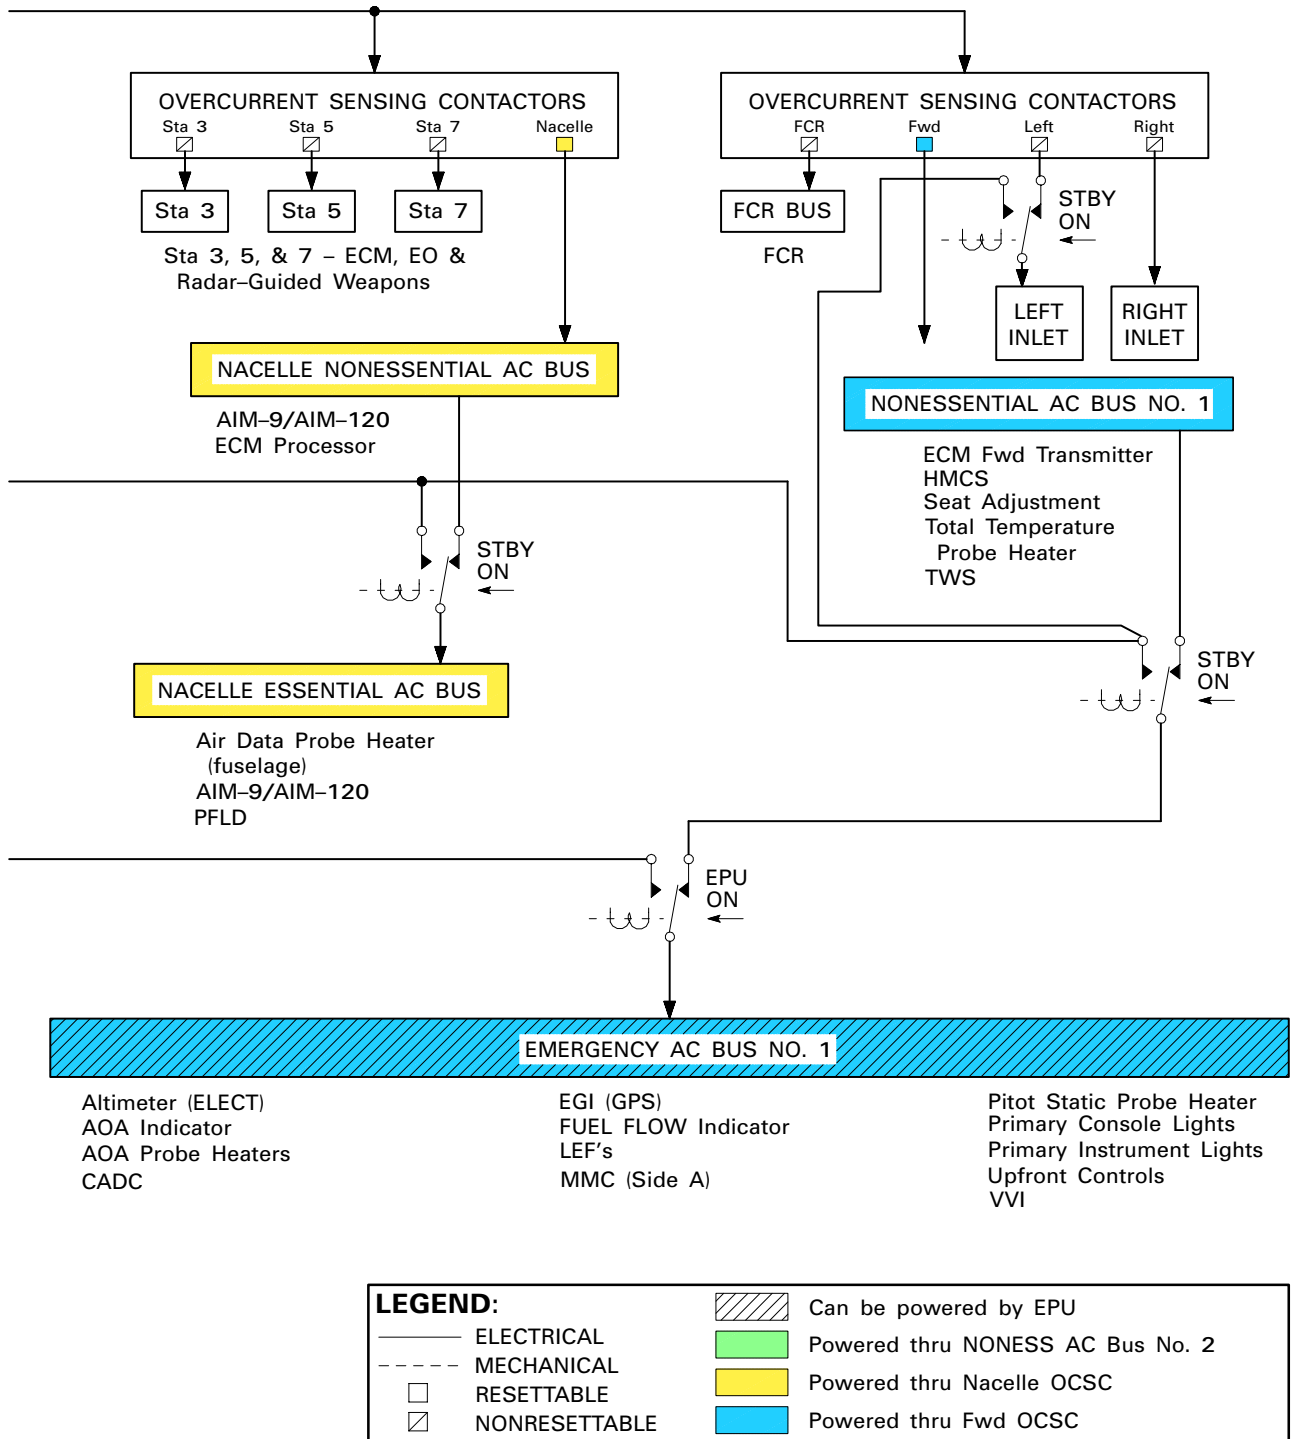 OVERCURRENT SENSING CONTACTORS
Sta 3 Sta 5 Sta 7 Nacelle
Sta 3 Sta 5 Sta 7
Sta 3, 5, & 7 – ECM, EO &
Radar–Guided Weapons
OVERCURRENT SENSING CONTACTORS
FCR Fwd Left Right
FCR BUS
FCR
STBY
ON
LEFT
INLET
RIGHT
INLET
NACELLE NONESSENTIAL AC BUS
AIM–9/AIM–120
ECM Processor
NONESSENTIAL AC BUS NO. 1
ECM Fwd Transmitter
HMCS
Seat Adjustment
Total Temperature
Probe Heater
TWS
STBY
ON
STBY
ON
NACELLE ESSENTIAL AC BUS
Air Data Probe Heater
(fuselage)
AIM–9/AIM–120
PFLD
EPU
ON
EMERGENCY AC BUS NO. 1
Altimeter (ELECT)
AOA Indicator
AOA Probe Heaters
CADC
EGI (GPS)
FUEL FLOW Indicator
LEF's
MMC (Side A)
Pitot Static Probe Heater
Primary Console Lights
Primary Instrument Lights
Upfront Controls
VVI
LEGEND:
ELECTRICAL
MECHANICAL
RESETTABLE
NONRESETTABLE
Can be powered by EPU
Powered thru NONESS AC Bus No. 2
Powered thru Nacelle OCSC
Powered thru Fwd OCSC